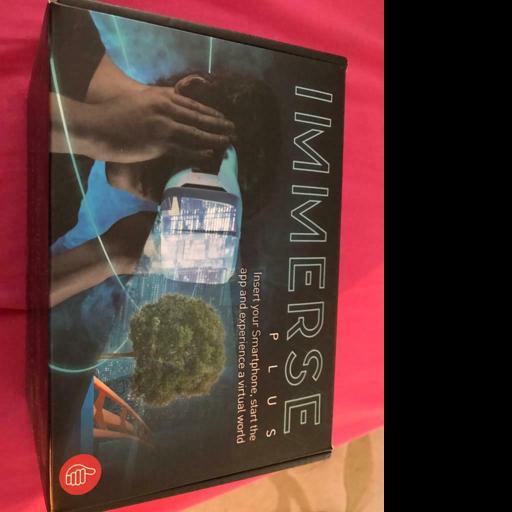 IMMERSE
PLUS
Insert your Smartphone, start the
app and experience a virtual world